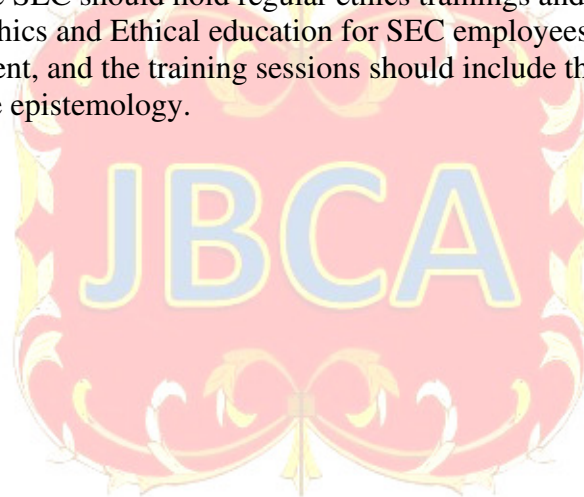 SEC should hold regular ethics trainings and
hics and Ethical education for SEC employees
ent, and the training sessions should include th
epistemology.
JBCA